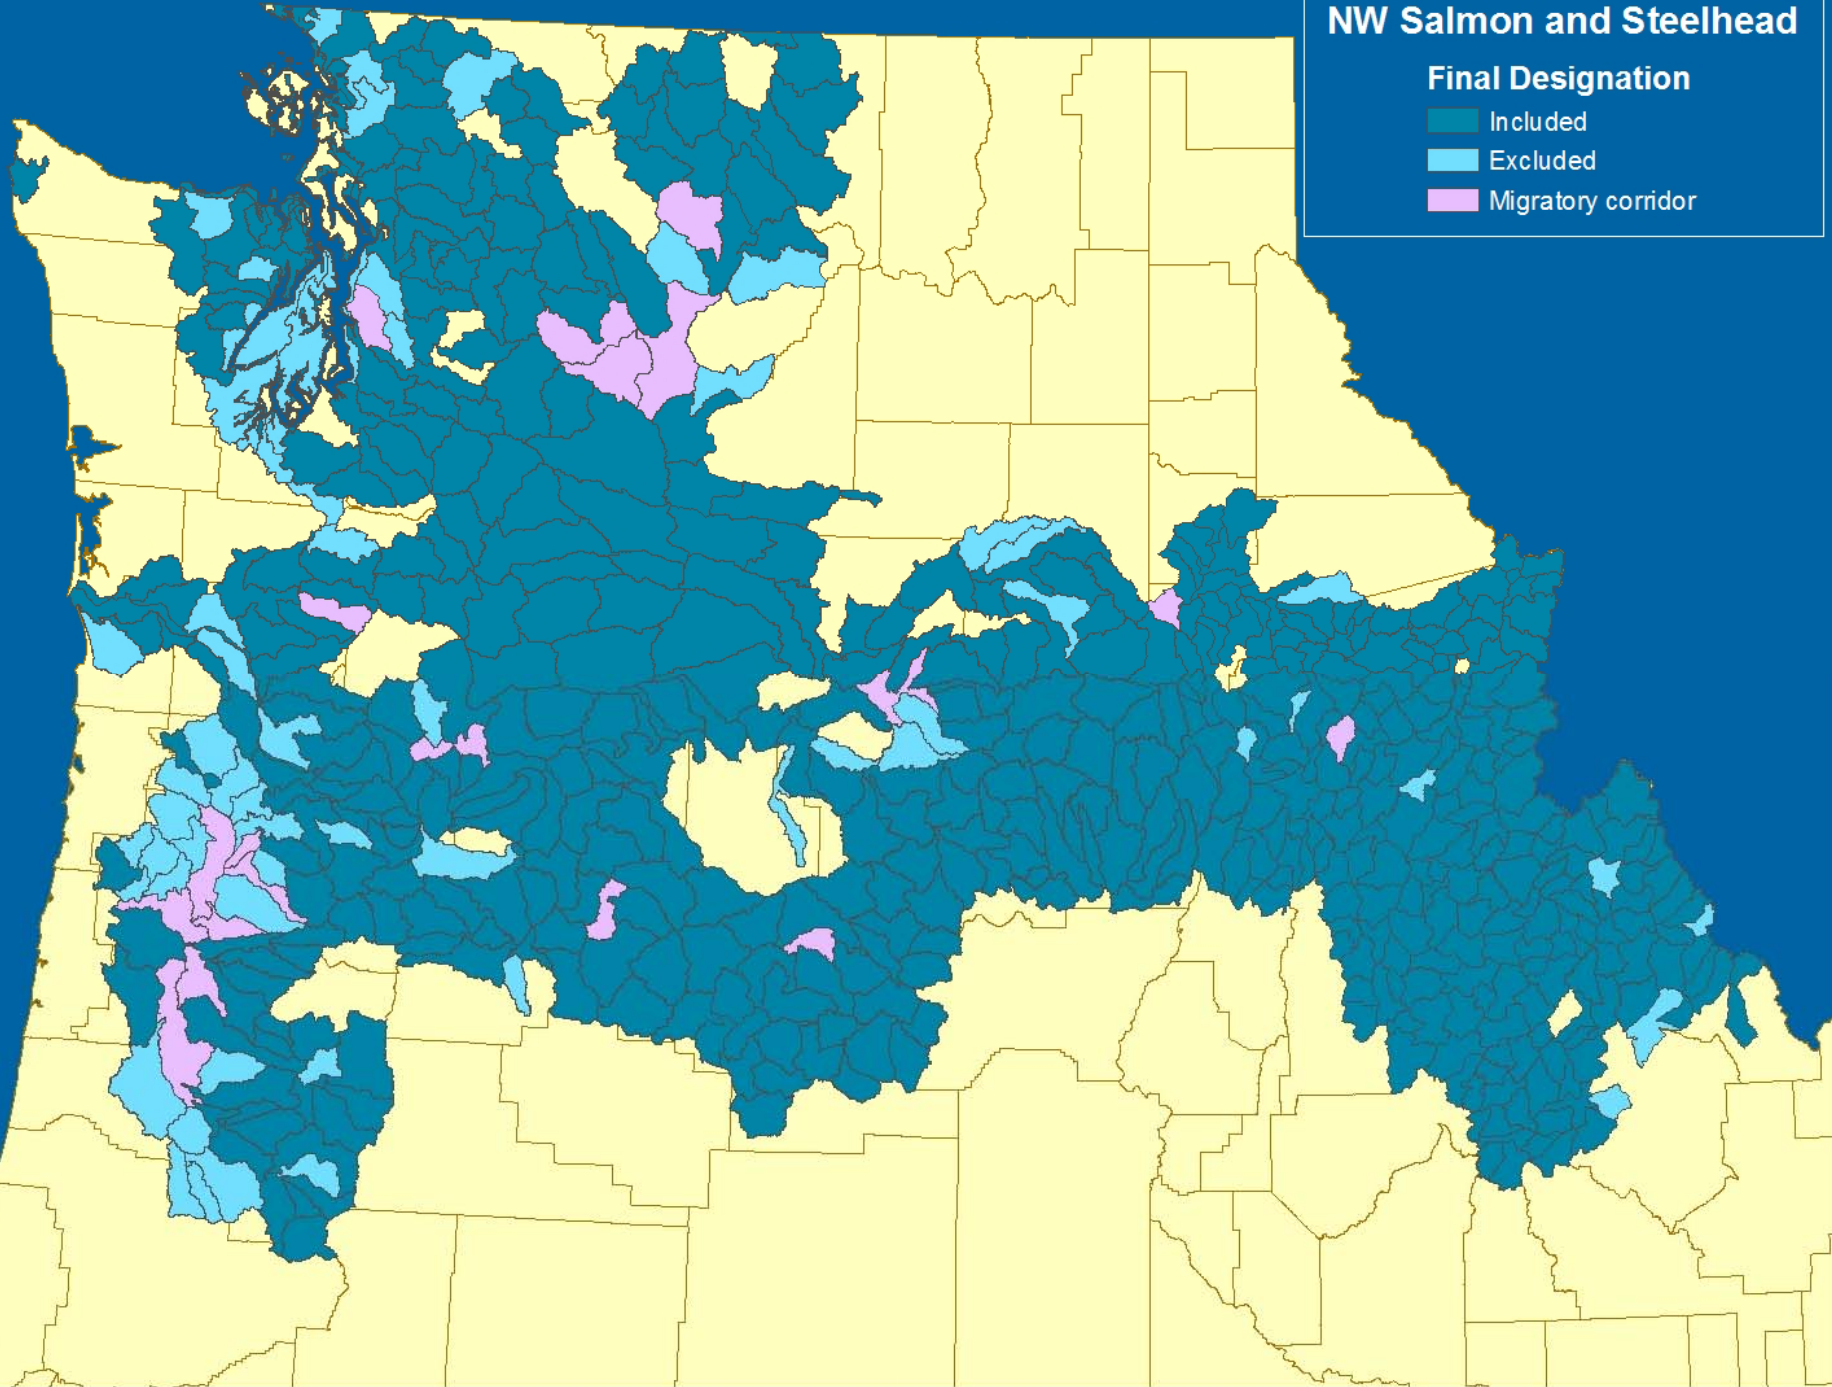 NW Salmon and Steelhead
Final Designation
Included
Excluded
Migratory corridor